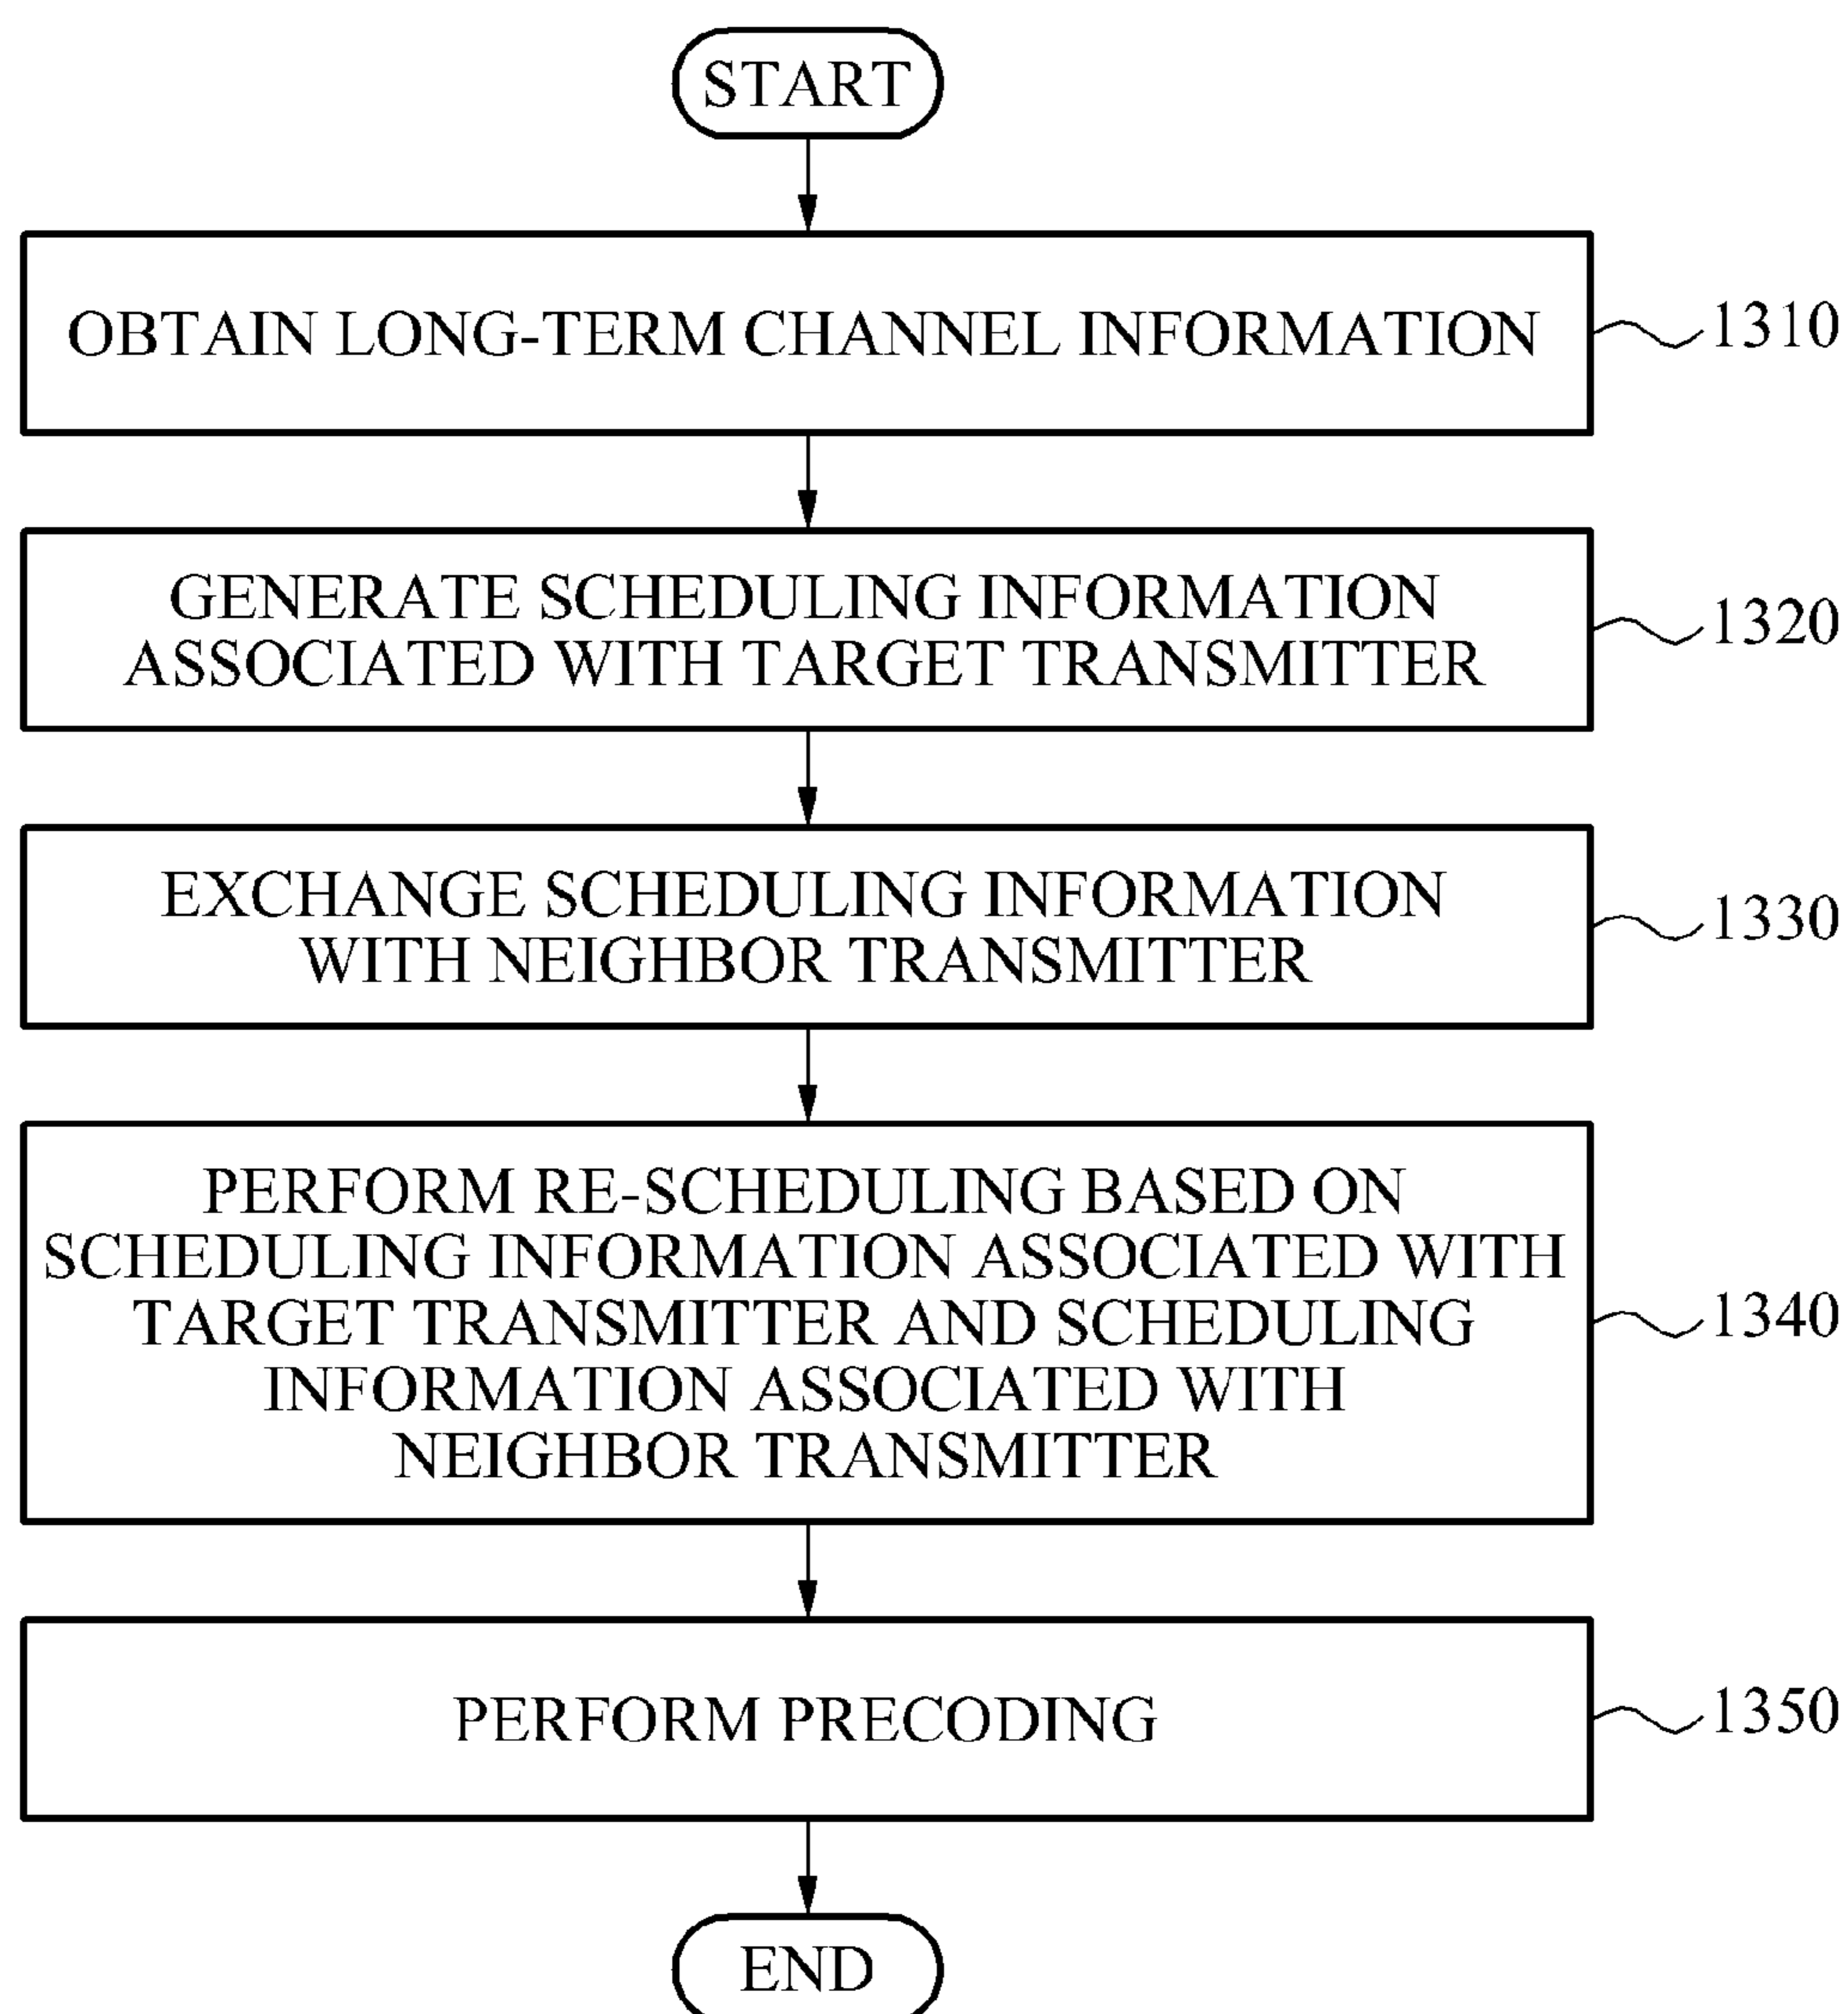 START
OBTAIN LONG-TERM CHANNEL INFORMATION
1310
GENERATE SCHEDULING INFORMATION
ASSOCIATED WITH TARGET TRANSMITTER
1320
EXCHANGE SCHEDULING INFORMATION
WITH NEIGHBOR TRANSMITTER
1330
PERFORM RE-SCHEDULING BASED ON
SCHEDULING INFORMATION ASSOCIATED WITH
TARGET TRANSMITTER AND SCHEDULING
INFORMATION ASSOCIATED WITH
NEIGHBOR TRANSMITTER
1340
PERFORM PRECODING
1350
END